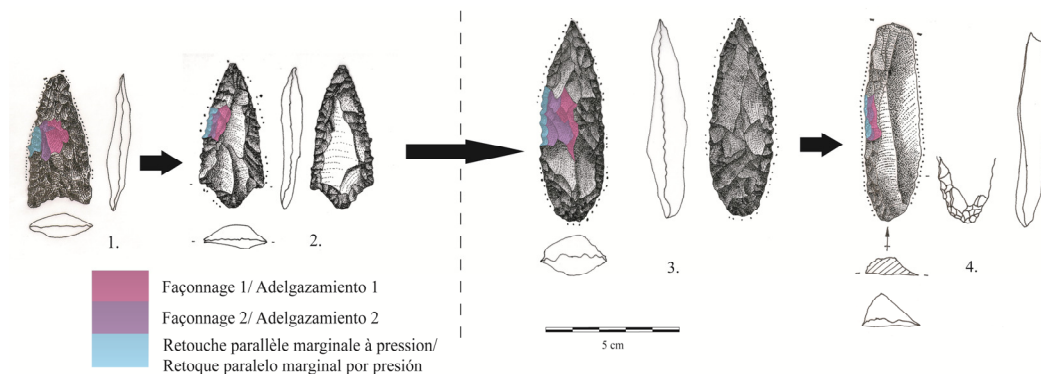 1.
2.
3.
4.
Façonnage 1/ Adelgazamiento 1
Façonnage 2/ Adelgazamiento 2
Retouche parallèle marginale à pression/
Retoque paralelo marginal por presión
5 cm